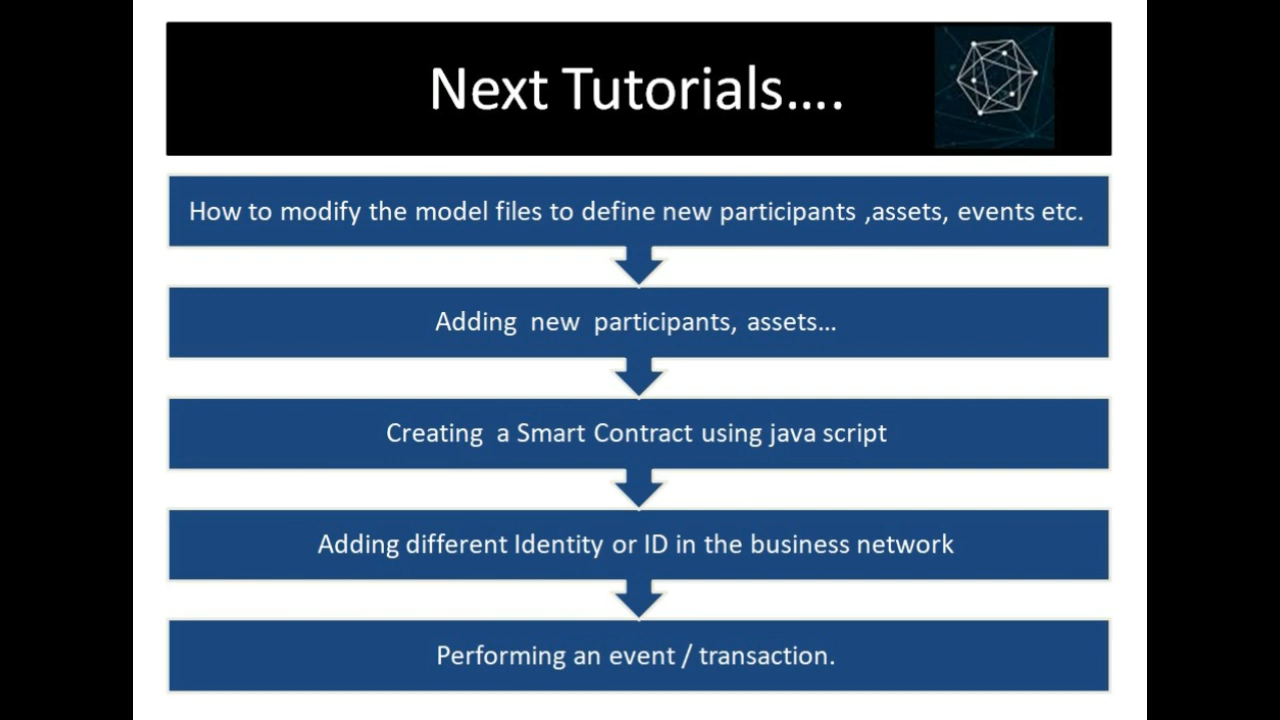 Next Tutorials....
How to modify the model files to define new participants ,assets, events etc.
Adding  new  participants, assets...
Creating  a Smart Contract using java script
Adding different Identity or ID in the business network
Performing an event / transaction.